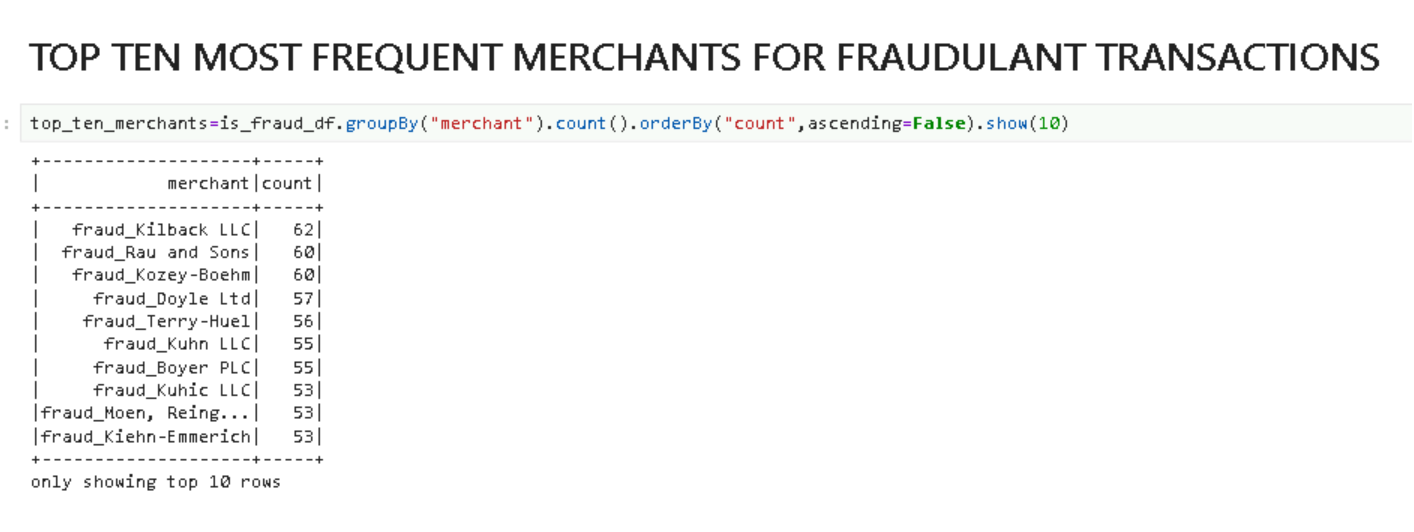 TOP TEN MOST FREQUENT MERCHANTS FOR FRAUDULANT TRANSACTIONS
: top_ten_merchants=is_fraud_df.groupBy("merchant").count().orderBy("count",ascending=False).show(10)
+--------------------+-----+
|            merchant|count|
+--------------------+-----+
|   fraud_Kilback LLC|   62|
|  fraud_Rau and Sons|   60|
|   fraud_Kozey-Boehm|   60|
|     fraud_Doyle Ltd|   57|
|    fraud_Terry-Huel|   56|
|      fraud_Kuhn LLC|   55|
|     fraud_Boyer PLC|   55|
|     fraud_Kuhic LLC|   53|
|fraud_Moen, Reing...|   53|
|fraud_Kiehn-Emmerich|   53|
+--------------------+-----+
only showing top 10 rows